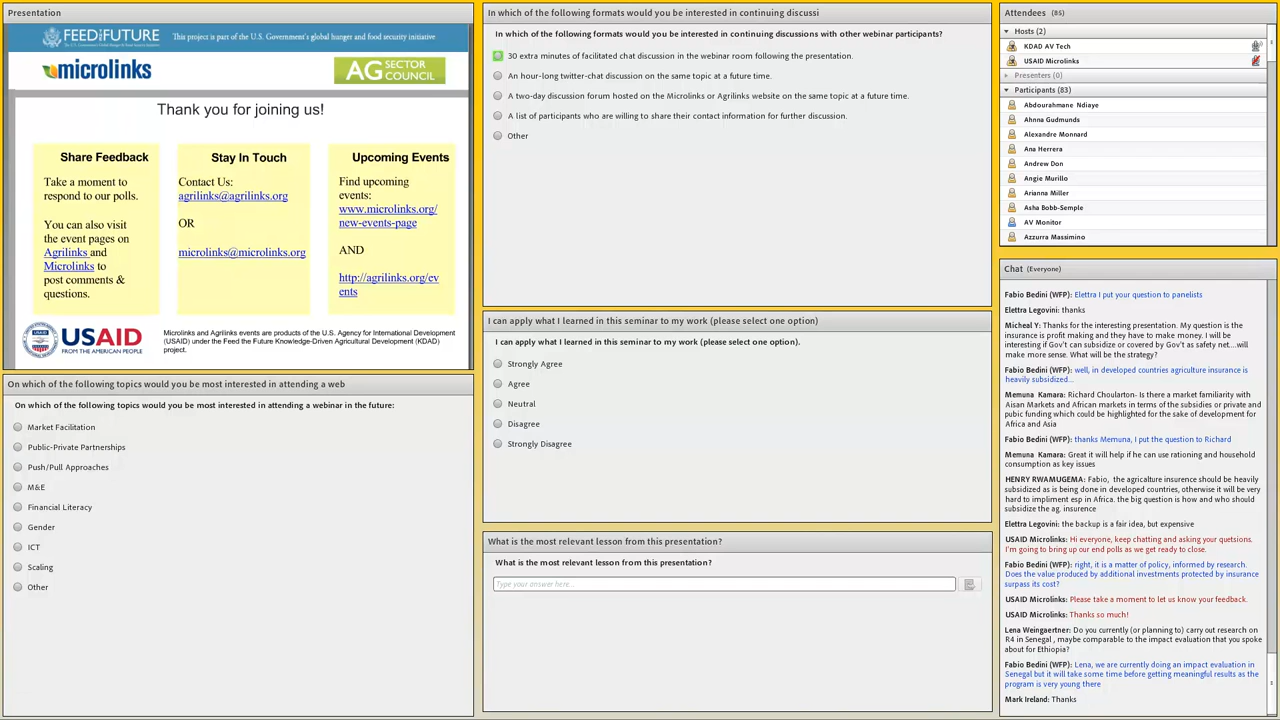 Presentation
FEED THE FUTURE
The U.S. Government's Global Hunger & Food Security Initiative
This project is part of the U.S. Government's global hunger and food security initiative
microlinks
AG SECTOR
COUNCIL
Thank you for joining us!
Share Feedback
Take a moment to
respond to our polls.
You can also visit
the event pages on
Agrilinks and
Microlinks to
post comments &
questions.
Stay In Touch
Contact Us:
agrilinks@agrilinks.org
OR
microlinks@microlinks.org
Upcoming Events
Find upcoming
events:
www.microlinks.org/
new-events-page
AND
http://agrilinks.org/ev
ents
USAID
FROM THE AMERICAN PEOPLE
Microlinks and Agrilinks events are products of the U.S. Agency for International Development
(USAID) under the Feed the Future Knowledge-Driven Agricultural Development (KDAD)
project.
On which of the following topics would you be most interested in attending a web
On which of the following topics would you be most interested in attending a webinar in the future:
Market Facilitation
Public-Private Partnerships
Push/Pull Approaches
M&E
Financial Literacy
Gender
ICT
Scaling
Other
In which of the following formats would you be interested in continuing discussi
In which of the following formats would you be interested in continuing discussions with other webinar participants?
30 extra minutes of facilitated chat discussion in the webinar room following the presentation.
An hour-long twitter-chat discussion on the same topic at a future time.
A two-day discussion forum hosted on the Microlinks or Agrilinks website on the same topic at a future time.
A list of participants who are willing to share their contact information for further discussion.
Other
I can apply what I learned in this seminar to my work (please select one option)
I can apply what I learned in this seminar to my work (please select one option).
Strongly Agree
Agree
Neutral
Disagree
Strongly Disagree
What is the most relevant lesson from this presentation?
What is the most relevant lesson from this presentation?
Type your answer here...
Attendees (85)
Hosts (2)
KDAD AV Tech
USAID Microlinks
Presenters (0)
Participants (83)
Abdourahmane Ndiaye
Ahnna Gudmunds
Alexandre Monnard
Ana Herrera
Andrew Don
Angie Murillo
Arianna Miller
Asha Bobb-Semple
AV Monitor
Azzurra Massimino
Chat (Everyone)
Fabio Bedini (WFP): Elettra I put your question to panelists
Elettra Legovini: thanks
Micheal Y: Thanks for the interesting presentation. My question is the
insurance is profit making and they have to make money. I will be
interesting if Gov't can subsidize or covered by Gov't as safety net...will
make more sense. What will be the strategy?
Fabio Bedini (WFP): well, in developed countries agriculture insurance is
heavily subsidized...
Memuna Kamara: Richard Choularton- Is there a market familiarity with
Aisan Markets and African markets in terms of the subsidies or private and
pubic funding which could be highlighted for the sake of development for
Africa and Asia
Fabio Bedini (WFP): thanks Memuna, I put the question to Richard
Memuna Kamara: Great it will help if he can use rationing and household
consumption as key issues
HENRY RWAMUGEMA: Fabio, the agricalture insurence should be heavily
subsidized as is being done in developed countries, otherwise it will be very
hard to impliment esp in Africa. the big question is how and who should
subsidize the ag. insurence
Elettra Legovini: the backup is a fair idea, but expensive
USAID Microlinks: Hi everyone, keep chatting and asking your quetsions.
I'm going to bring up our end polls as we get ready to close.
Fabio Bedini (WFP): right, it is a matter of policy, informed by research.
Does the value produced by additional investments protected by insurance
surpass its cost?
USAID Microlinks: Please take a moment to let us know your feedback.
USAID Microlinks: Thanks so much!
Lena Weingaertner: Do you currently (or planning to) carry out research on
R4 in Senegal , maybe comparable to the impact evaluation that you spoke
about for Ethiopia?
Fabio Bedini (WFP): Lena, we are currently doing an impact evaluation in
Senegal but it will take some time before getting meaningful results as the
program is very young there
Mark Ireland: Thanks